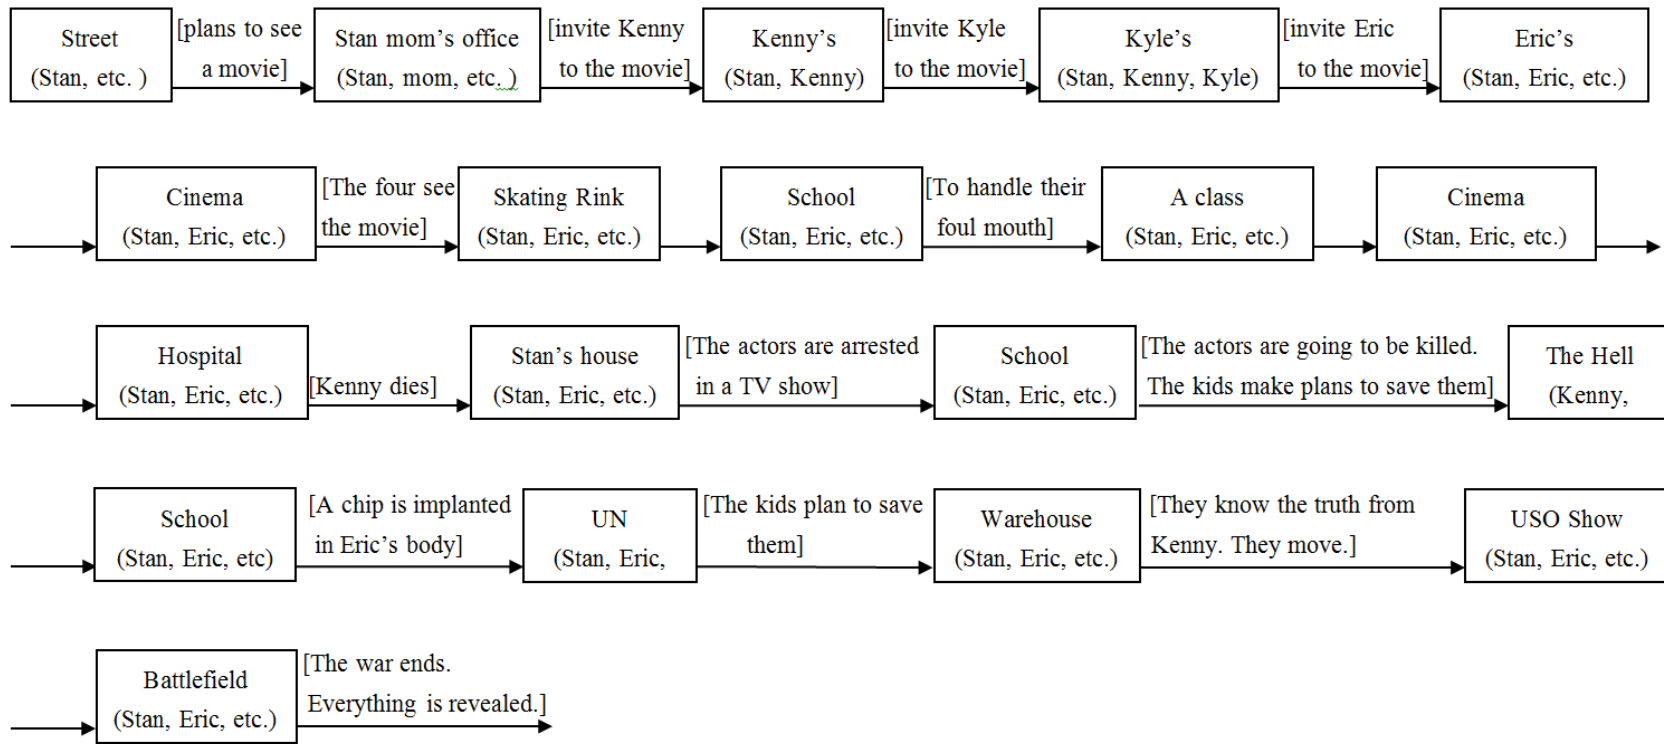 Street
(Stan, etc. )
[plans to see
a movie]
Stan mom’s office
(Stan, mom, etc. )
[invite Kenny
to the movie]
Kenny’s
(Stan, Kenny)
[invite Kyle
to the movie]
Kyle’s
(Stan, Kenny, Kyle)
[invite Eric
to the movie]
Eric’s
(Stan, Eric, etc.)
Cinema
(Stan, Eric, etc.)
[The four see
the movie]
Skating Rink
(Stan, Eric, etc.)
School
(Stan, Eric, etc.)
[To handle their
foul mouth]
A class
(Stan, Eric, etc.)
Cinema
(Stan, Eric, etc.)
Hospital
(Stan, Eric, etc.)
[Kenny dies]
Stan’s house
(Stan, Eric, etc.)
[The actors are arrested
in a TV show]
School
(Stan, Eric, etc.)
[The actors are going to be killed.
The kids make plans to save them]
The Hell
(Kenny,
School
(Stan, Eric, etc)
[A chip is implanted
in Eric’s body]
UN
(Stan, Eric,
[The kids plan to save
them]
Warehouse
(Stan, Eric, etc.)
[They know the truth from
Kenny. They move.]
USO Show
(Stan, Eric, etc.)
Battlefield
(Stan, Eric, etc.)
[The war ends.
Everything is revealed.]